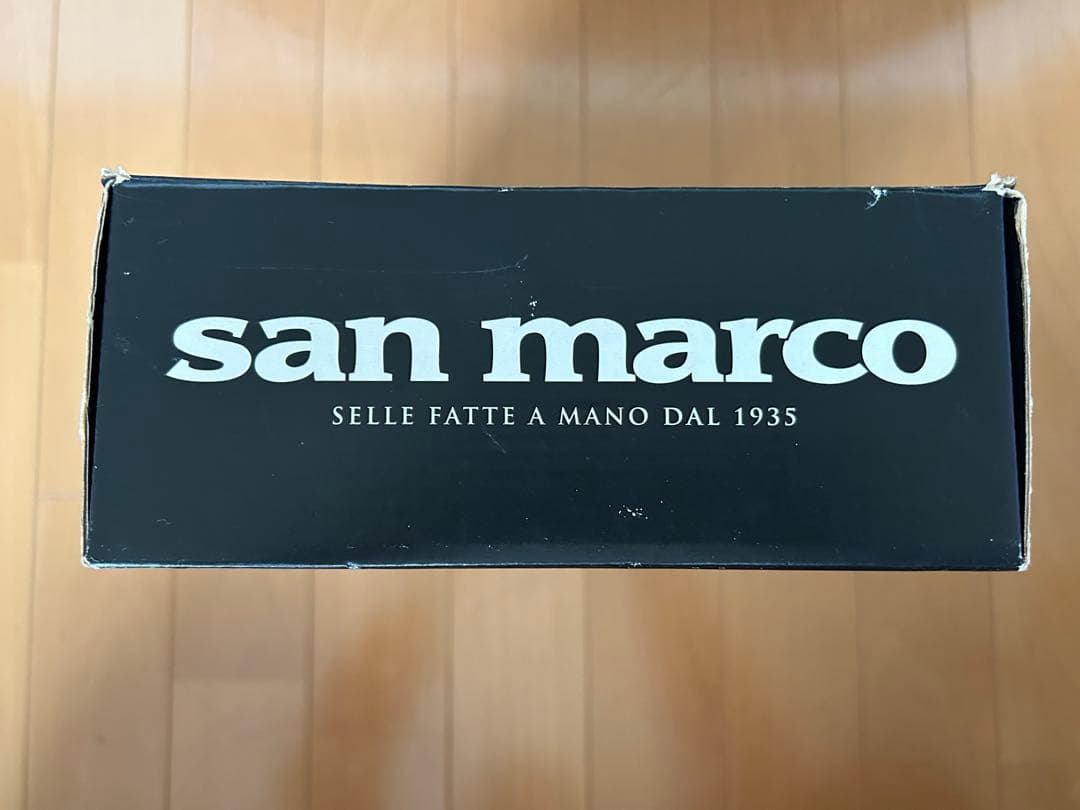 san marco
SELLE FATTE A MANO DAL 1935